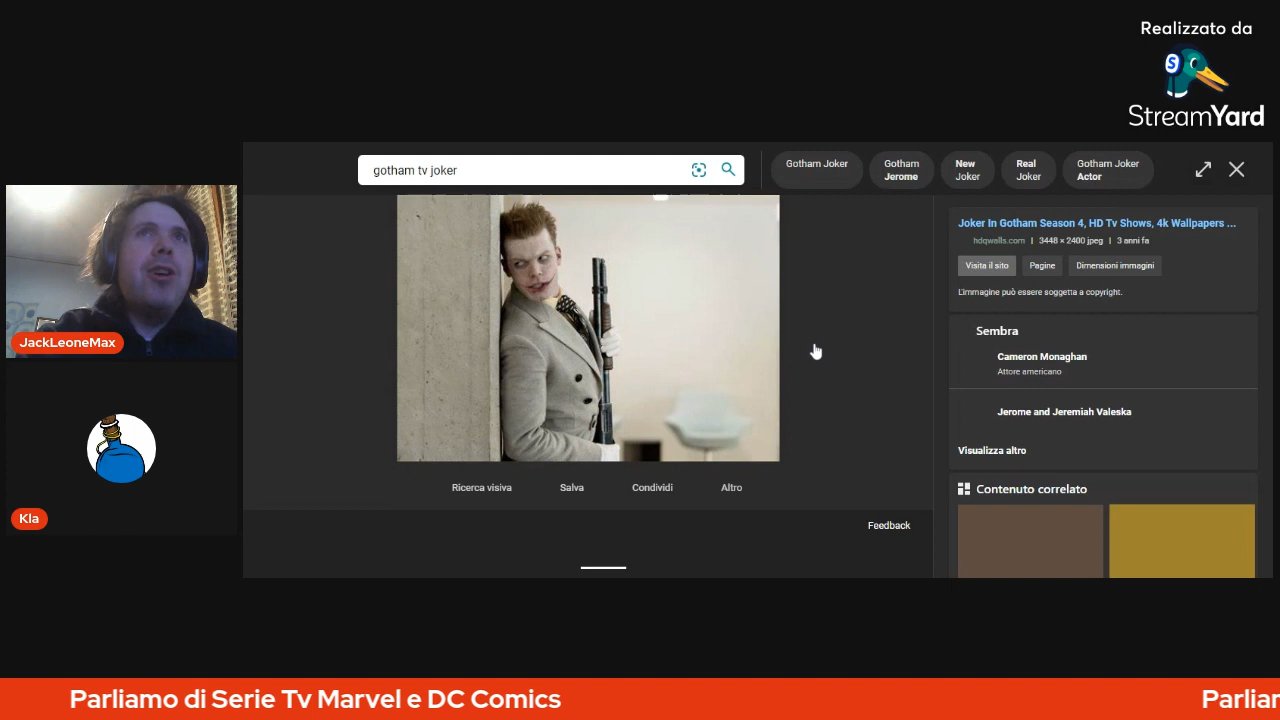 Realizzato da
S
StreamYard
gotham tv joker
Gotham Joker
Gotham
Jerome
New
Joker
Real
Joker
Gotham Joker
Actor
JackLeoneMax
Kla
Joker In Gotham Season 4, HD Tv Shows, 4k Wallpapers ...
hdqwalls.com | 3448 × 2400 jpeg | 3 anni fa
Visita il sito
Pagine
Dimensioni immagini
L'immagine può essere soggetta a copyright.
Sembra
Cameron Monaghan
Attore americano
Jerome and Jeremiah Valeska
Visualizza altro
Contenuto correlato
Ricerca visiva
Salva
Condividi
Altro
Feedback
Parliamo di Serie Tv Marvel e DC Comics
Parliar